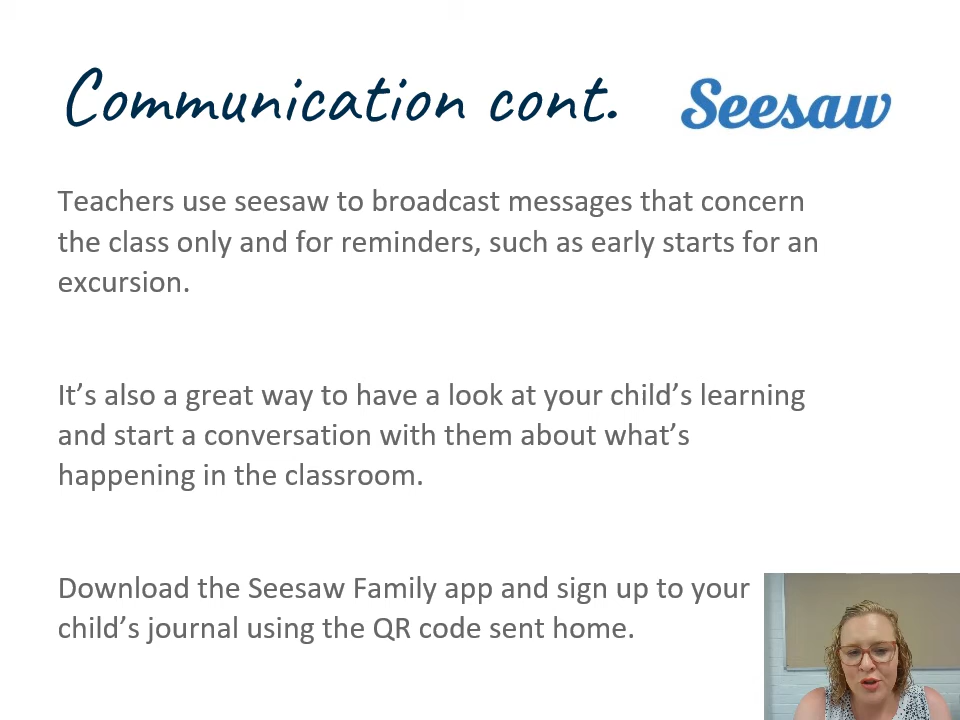 Communication cont.
Seesaw
Teachers use seesaw to broadcast messages that concern
the class only and for reminders, such as early starts for an
excursion.
It’s also a great way to have a look at your child’s learning
and start a conversation with them about what’s
happening in the classroom.
Download the Seesaw Family app and sign up to your
child’s journal using the QR code sent home.